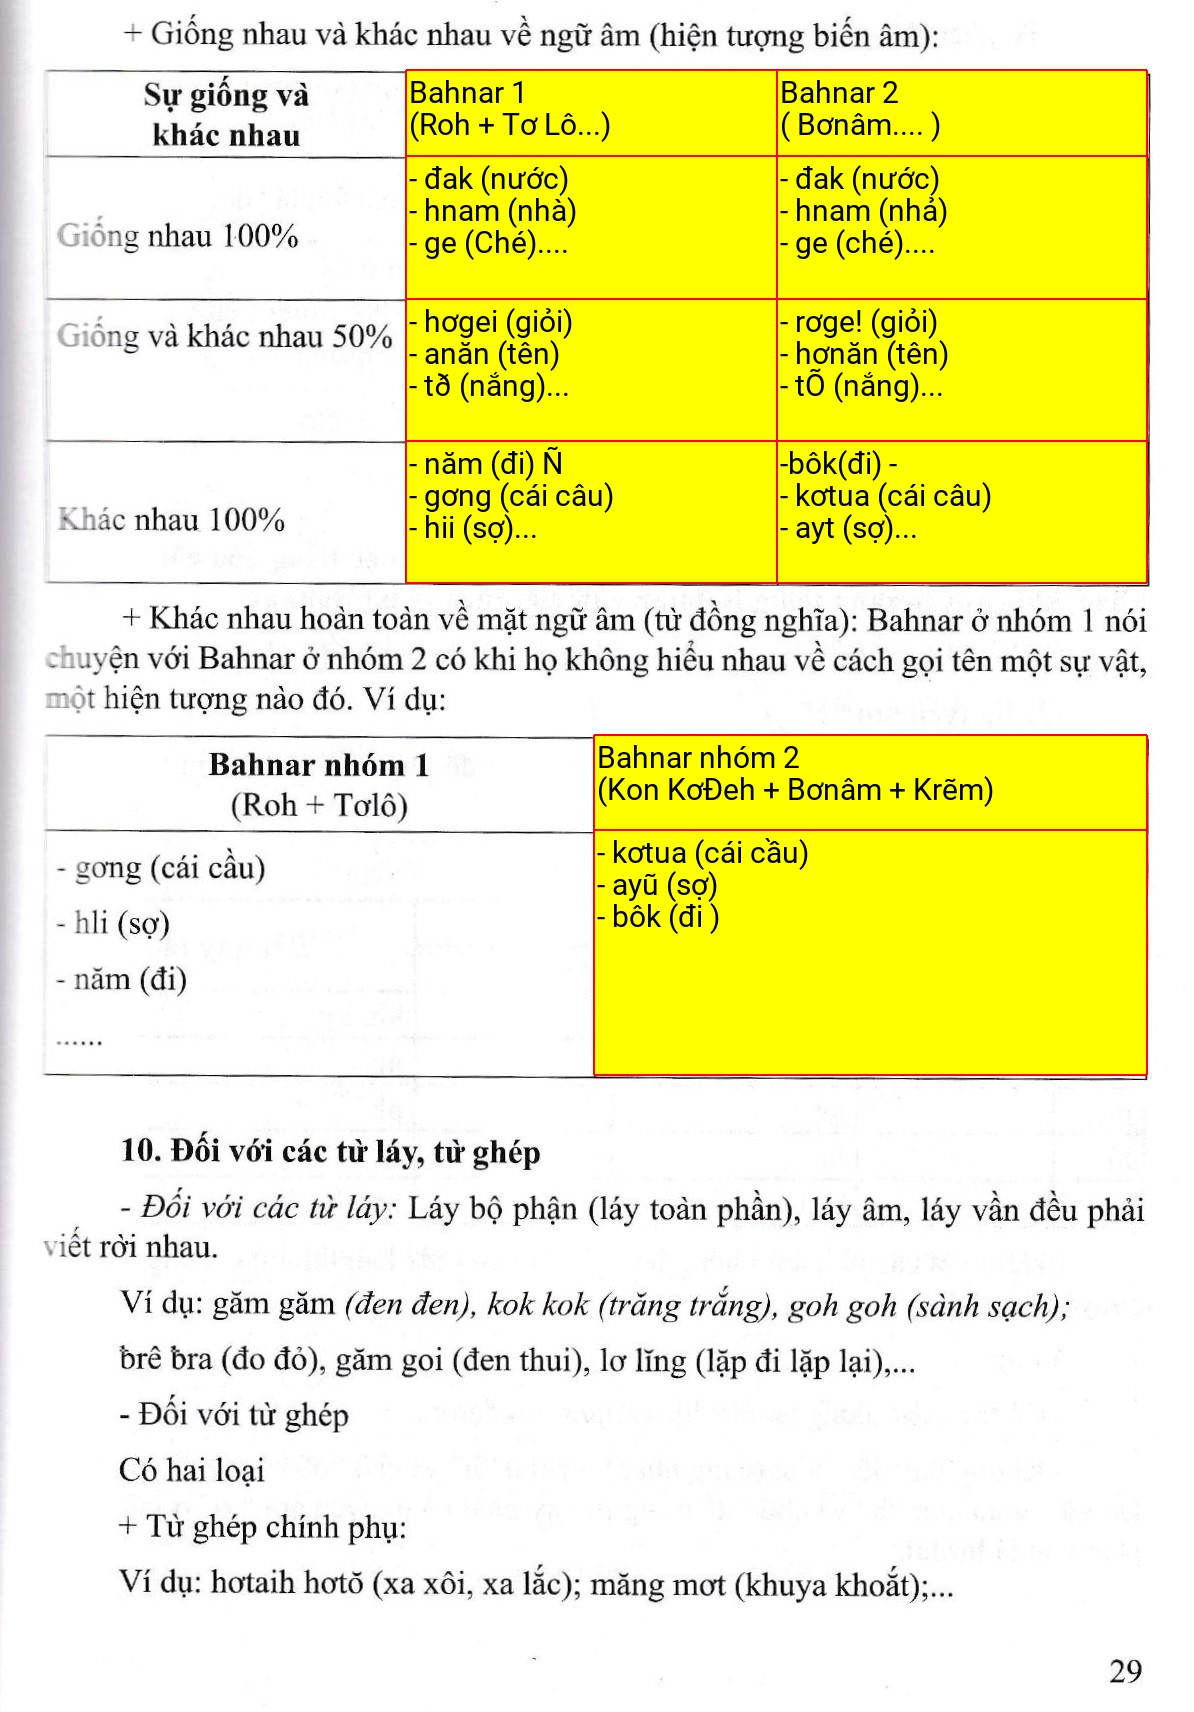 + Giống nhau và khác nhau về ngữ âm (hiện tượng biến âm):
Sự giống và
khác nhau
Bahnar 1
(Roh + Tơ Lô...)
Bahnar 2
( Bơnâm.... )
Giống nhau 100%
- đak (nước)
- hnam (nhà)
- ge (Ché)....
- đak (nước)
- hnam (nhả)
- ge (ché)....
Giống và khác nhau 50%
- hơgei (giỏi)
- anăn (tên)
- tð (nắng)...
- rơge! (giỏi)
- hơnăn (tên)
- tÕ (nắng)...
Khác nhau 100%
- năm (đi) Ñ
- gơng (cái câu)
- hii (sợ)...
-bôk(đi) -
- kơtua (cái câu)
- ayt (sợ)...
+ Khác nhau hoàn toàn về mặt ngữ âm (từ đồng nghĩa): Bahnar ở nhóm 1 nói
chuyện với Bahnar ở nhóm 2 có khi họ không hiểu nhau về cách gọi tên một sự vật,
một hiện tượng nào đó. Ví dụ:
Bahnar nhóm 1
(Roh + Tơlô)
Bahnar nhóm 2
(Kon KơĐeh + Bơnâm + Krẽm)
- gơng (cái cầu)
- hli (sợ)
- năm (đi)
......
- kơtua (cái cầu)
- ayũ (sợ)
- bôk (đi )
10. Đối với các từ láy, từ ghép
- Đối với các từ láy: Láy bộ phận (láy toàn phần), láy âm, láy vần đều phải
viết rời nhau.
Ví dụ: găm găm (đen đen), kok kok (trăng trắng), goh goh (sành sạch);
ƀrê ƀra (đo đỏ), găm goi (đen thui), lơ lĭng (lặp đi lặp lại),...
- Đối với từ ghép
Có hai loại
+ Từ ghép chính phụ:
Ví dụ: hơtaih hơtŏ (xa xôi, xa lắc); măng mơt (khuya khoắt);...
29